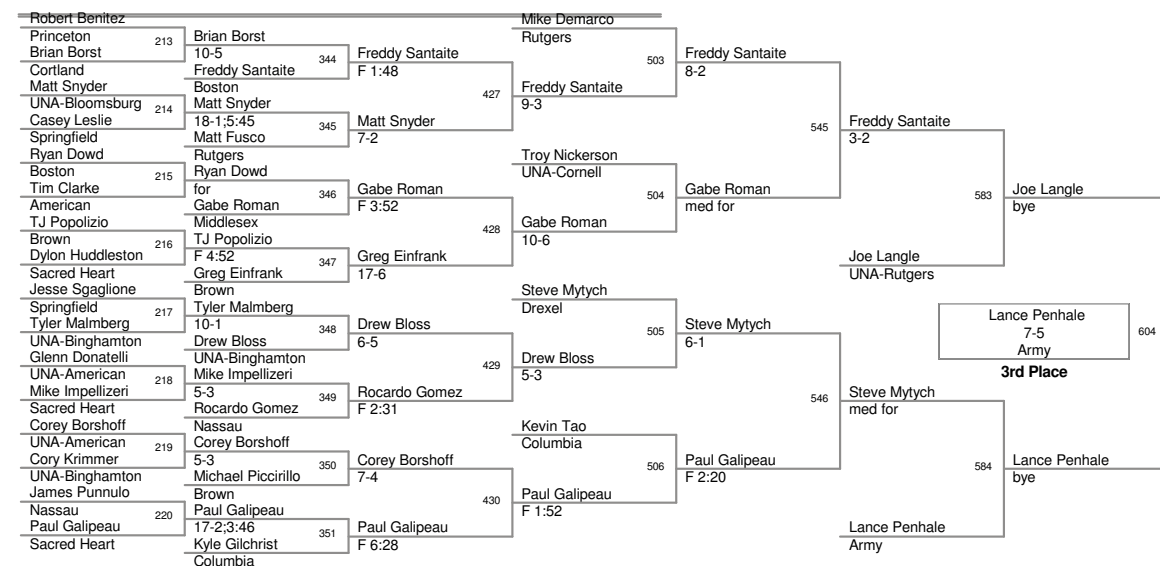 Robert Benitez
Princeton
213
Brian Borst
Cortland
Matt Snyder
UNA-Bloomsburg
214
Casey Leslie
Springfield
Ryan Dowd
Boston
215
Tim Clarke
American
TJ Popolizio
Brown
216
Dylon Huddleston
Sacred Heart
Jesse Sgaglione
Springfield
217
Tyler Malmberg
UNA-Binghamton
Glenn Donatelli
UNA-American
218
Mike Impellizeri
Sacred Heart
Corey Borshoff
UNA-American
219
Cory Krimmer
UNA-Binghamton
James Punnulo
Nassau
220
Paul Galipeau
Sacred Heart
Brian Borst
10-5
344
Freddy Santaite
Boston
Matt Snyder
18-1;5:45
345
Matt Fusco
Rutgers
Ryan Dowd
for
346
Gabe Roman
Middlesex
TJ Popolizio
F 4:52
347
Greg Einfrank
Brown
Tyler Malmberg
10-1
348
Drew Bloss
UNA-Binghamton
Mike Impellizeri
5-3
349
Rocardo Gomez
Nassau
Corey Borshoff
5-3
350
Michael Piccirillo
Brown
Paul Galipeau
17-2;3:46
351
Kyle Gilchrist
Columbia
Freddy Santaite
F 1:48
427
Matt Snyder
7-2
Gabe Roman
F 3:52
428
Greg Einfrank
17-6
Drew Bloss
6-5
429
Rocardo Gomez
F 2:31
Corey Borshoff
7-4
430
Paul Galipeau
F 6:28
Mike Demarco
Rutgers
503
Freddy Santaite
9-3
Troy Nickerson
UNA-Cornell
504
Gabe Roman
10-6
Steve Mytych
Drexel
505
Drew Bloss
5-3
Kevin Tao
Columbia
506
Paul Galipeau
F 1:52
Freddy Santaite
8-2
545
Gabe Roman
med for
Steve Mytych
6-1
546
Paul Galipeau
F 2:20
Freddy Santaite
3-2
583
Joe Langle
UNA-Rutgers
Steve Mytych
med for
584
Lance Penhale
Army
Joe Langle
bye
Lance Penhale
7-5
Army
604
3rd Place
Lance Penhale
bye